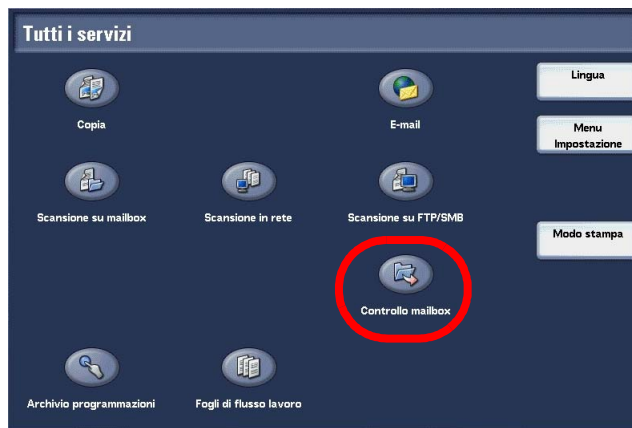 Tutti i servizi
Copia
E-mail
Lingua
Menu
Impostazione
Scansione su mailbox
Scansione in rete
Scansione su FTP/SMB
Modo stampa
Controllo mailbox
Archivio programmazioni
Fogli di flusso lavoro